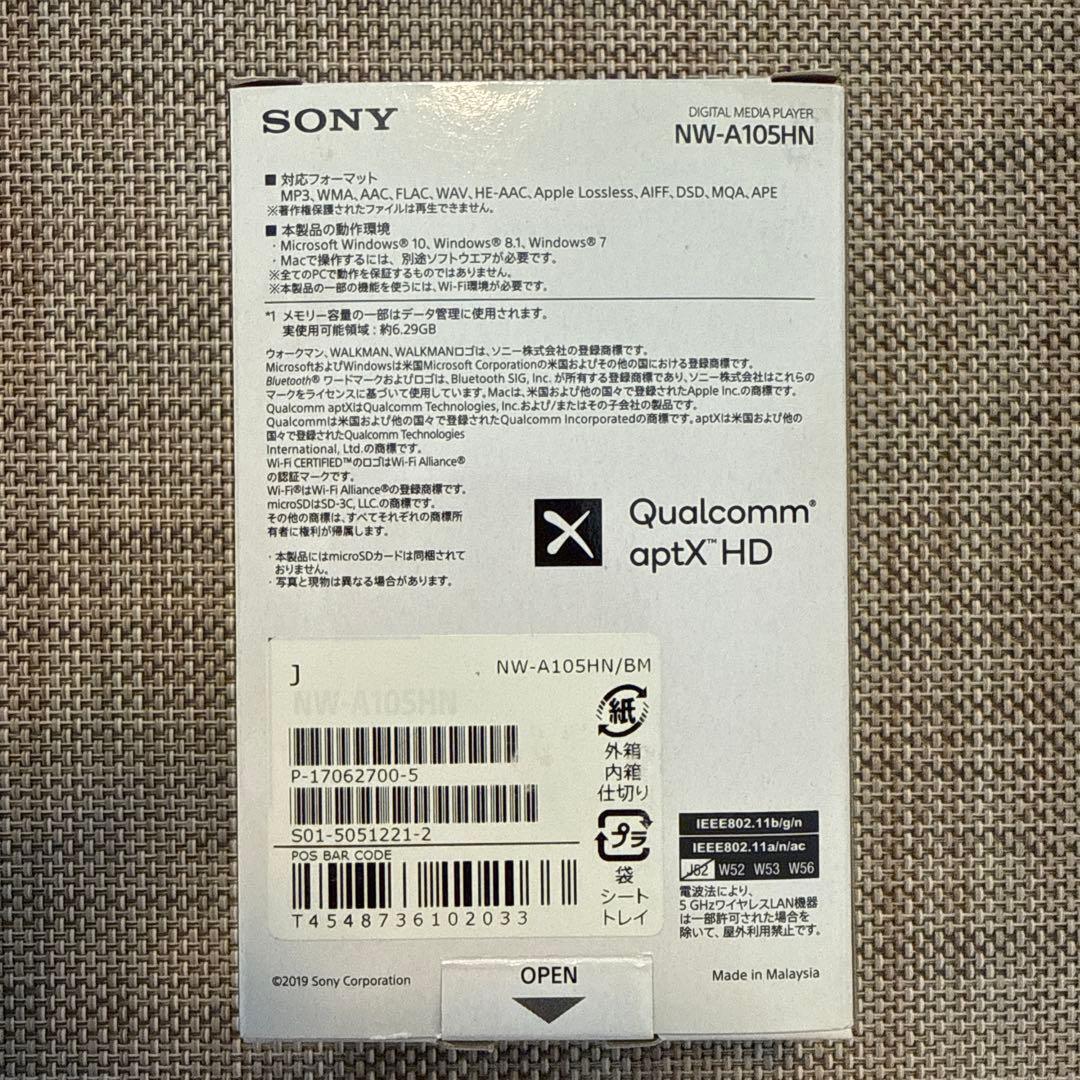 SONY
DIGITAL MEDIA PLAYER
NW-A105HN
■ 対応フォーマット
MP3、WMA、AAC、FLAC、WAV、HE-AAC、Apple Lossless、AIFF、DSD、MQA、APE
※著作権保護されたファイルは再生できません。
■ 本製品の動作環境
・Microsoft Windows® 10、Windows® 8.1、Windows® 7
・Macで操作するには、別途ソフトウエアが必要です。
※全てのPCで動作を保証するものではありません。
※本製品の一部の機能を使うには、Wi-Fi環境が必要です。
*1 メモリー容量の一部はデータ管理に使用されます。
実使用可能領域：約6.29GB
ウォークマン、WALKMAN、WALKMANロゴは、ソニー株式会社の登録商標です。
MicrosoftおよびWindowsは米国Microsoft Corporationの米国およびその他の国における登録商標です。
Bluetooth® ワードマークおよびロゴは、Bluetooth SIG, Inc. が所有する登録商標であり、ソニー株式会社はこれらの
マークをライセンスに基づいて使用しています。Macは、米国および他の国々で登録されたApple Inc.の商標です。
Qualcomm aptXはQualcomm Technologies, Inc.および/またはその子会社の製品です。
Qualcommは米国および他の国々で登録されたQualcomm Incorporatedの商標です。aptXは米国および他の
国々で登録されたQualcomm Technologies
International, Ltd.の商標です。
Wi-Fi CERTIFIED™のロゴはWi-Fi Alliance®
の認証マークです。
Wi-Fi®はWi-Fi Alliance®の登録商標です。
microSDはSD-3C, LLC.の商標です。
その他の商標は、すべてそれぞれの商標所
有者に権利が帰属します。
・本製品にはmicroSDカードは同梱されて
おりません。
・写真と現物は異なる場合があります。
Qualcomm®
aptX™ HD
J
NW-A105HN/BM
NW-A105HN
P-17062700-5
S01-5051221-2
POS BAR CODE
T4548736102033
紙
外箱
内箱
仕切り
プラ
袋
シート
トレイ
IEEE802.11b/g/n
IEEE802.11a/n/ac
J52 W52 W53 W56
電波法により、
5 GHzワイヤレスLAN機器
は一部許可された場合を
除いて、屋外利用禁止です。
©2019 Sony Corporation
OPEN
Made in Malaysia